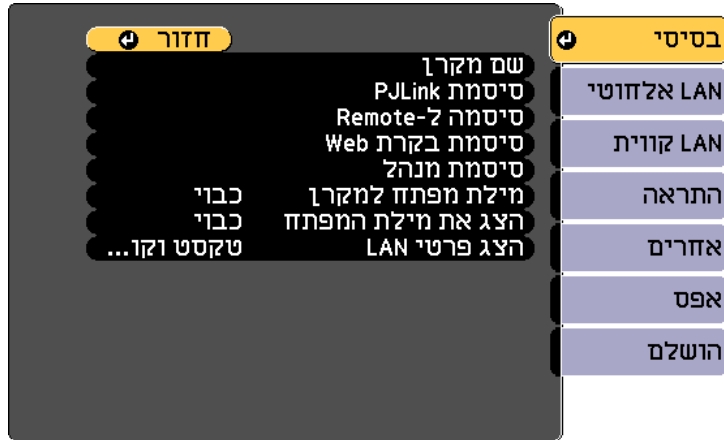 בסיסי
LAN אלחוטי
LAN קווית
התראה
אחרים
אפס
הושלם
חזור
שם מקרן
סיסמת PJLink
סיסמה ל-Remote
סיסמת בקרת Web
סיסמת מנהל
מילת מפתח למקרן כבוי
הצג את מילת המפתח כבוי
הצג פרטי LAN טקסט וקו...